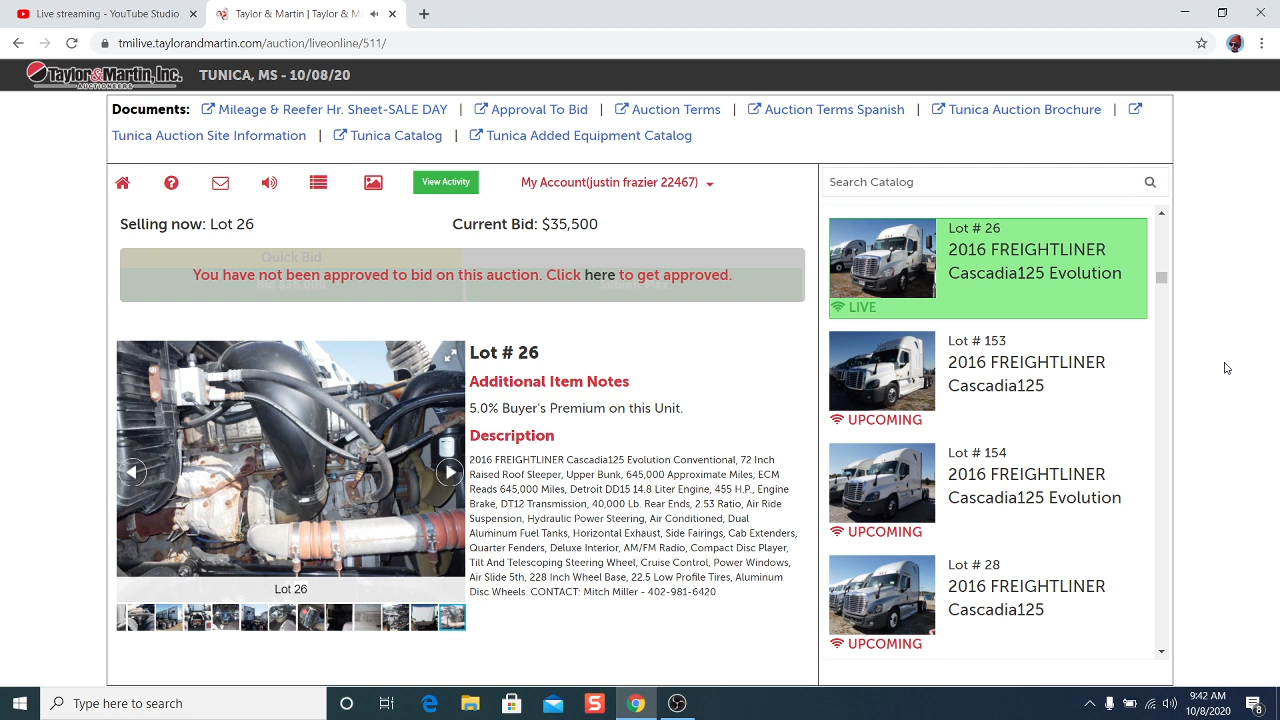 Live streaming - YouTube Studio
Taylor & Martin | Taylor & M
tmlive.taylorandmartin.com/auction/liveonline/511/
Taylor&Martin, Inc.
AUCTIONEERS
TUNICA, MS - 10/08/20
Documents: Mileage & Reefer Hr. Sheet-SALE DAY | Approval To Bid | Auction Terms | Auction Terms Spanish | Tunica Auction Brochure |
Tunica Auction Site Information | Tunica Catalog | Tunica Added Equipment Catalog
View Activity
My Account(justin frazier 22467)
Selling now: Lot 26
Current Bid: $35,500
Quick Bid
You have not been approved to bid on this auction. Click here to get approved.
Bid $36,000
Submit Max
Lot 26
Lot # 26
Additional Item Notes
5.0% Buyer's Premium on this Unit.
Description
2016 FREIGHTLINER Cascadia125 Evolution Conventional, 72 Inch
Raised Roof Sleeper, Upper Bunk, 645,000 Approximate Miles, ECM
Reads 645,000 Miles, Detroit DD15 14.8 Liter Engine, 455 H.P., Engine
Brake, DT12 Transmission, 40,000 Lb. Rear Ends, 2.53 Ratio, Air Ride
Suspension, Hydraulic Power Steering, Air Conditioned, Dual
Aluminum Fuel Tanks, Horizontal Exhaust, Side Fairings, Cab Extenders,
Quarter Fenders, Deluxe Interior, AM/FM Radio, Compact Disc Player,
Tilt And Telescoping Steering Wheel, Cruise Control, Power Windows,
Air Slide 5th, 228 Inch Wheel Base, 22.5 Low Profile Tires, Aluminum
Disc Wheels. CONTACT: Mitch Miller - 402-981-6420
Search Catalog
Lot # 26
2016 FREIGHTLINER
Cascadia125 Evolution
LIVE
Lot # 153
2016 FREIGHTLINER
Cascadia125
UPCOMING
Lot # 154
2016 FREIGHTLINER
Cascadia125 Evolution
UPCOMING
Lot # 28
2016 FREIGHTLINER
Cascadia125
UPCOMING
Type here to search
9:42 AM
10/8/2020
8